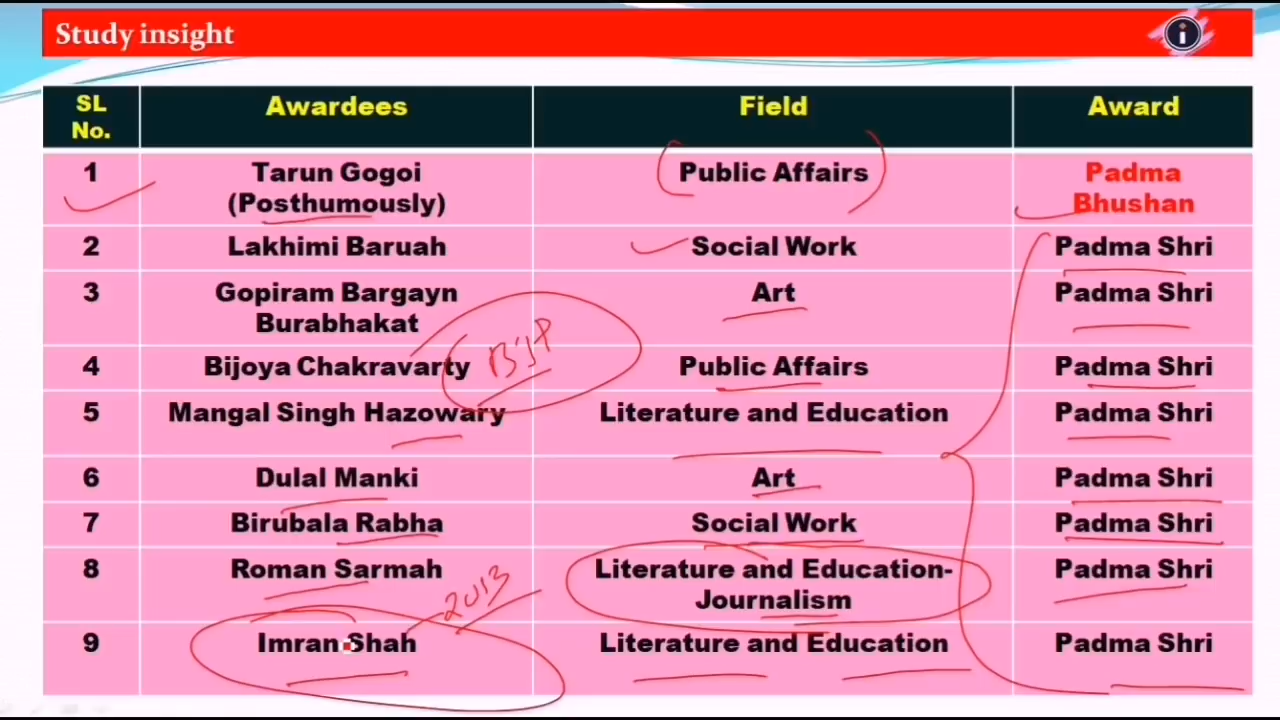 Study insight
i
SL No. Awardees Field Award
1 Tarun Gogoi (Posthumously) Public Affairs Padma Bhushan
2 Lakhimi Baruah Social Work Padma Shri
3 Gopiram Bargayn Burabhakat Art Padma Shri
4 Bijoya Chakravarty BJP Public Affairs Padma Shri
5 Mangal Singh Hazowary Literature and Education Padma Shri
6 Dulal Manki Art Padma Shri
7 Birubala Rabha Social Work Padma Shri
8 Roman Sarmah Literature and Education-Journalism Padma Shri
2013
9 Imran Shah Literature and Education Padma Shri